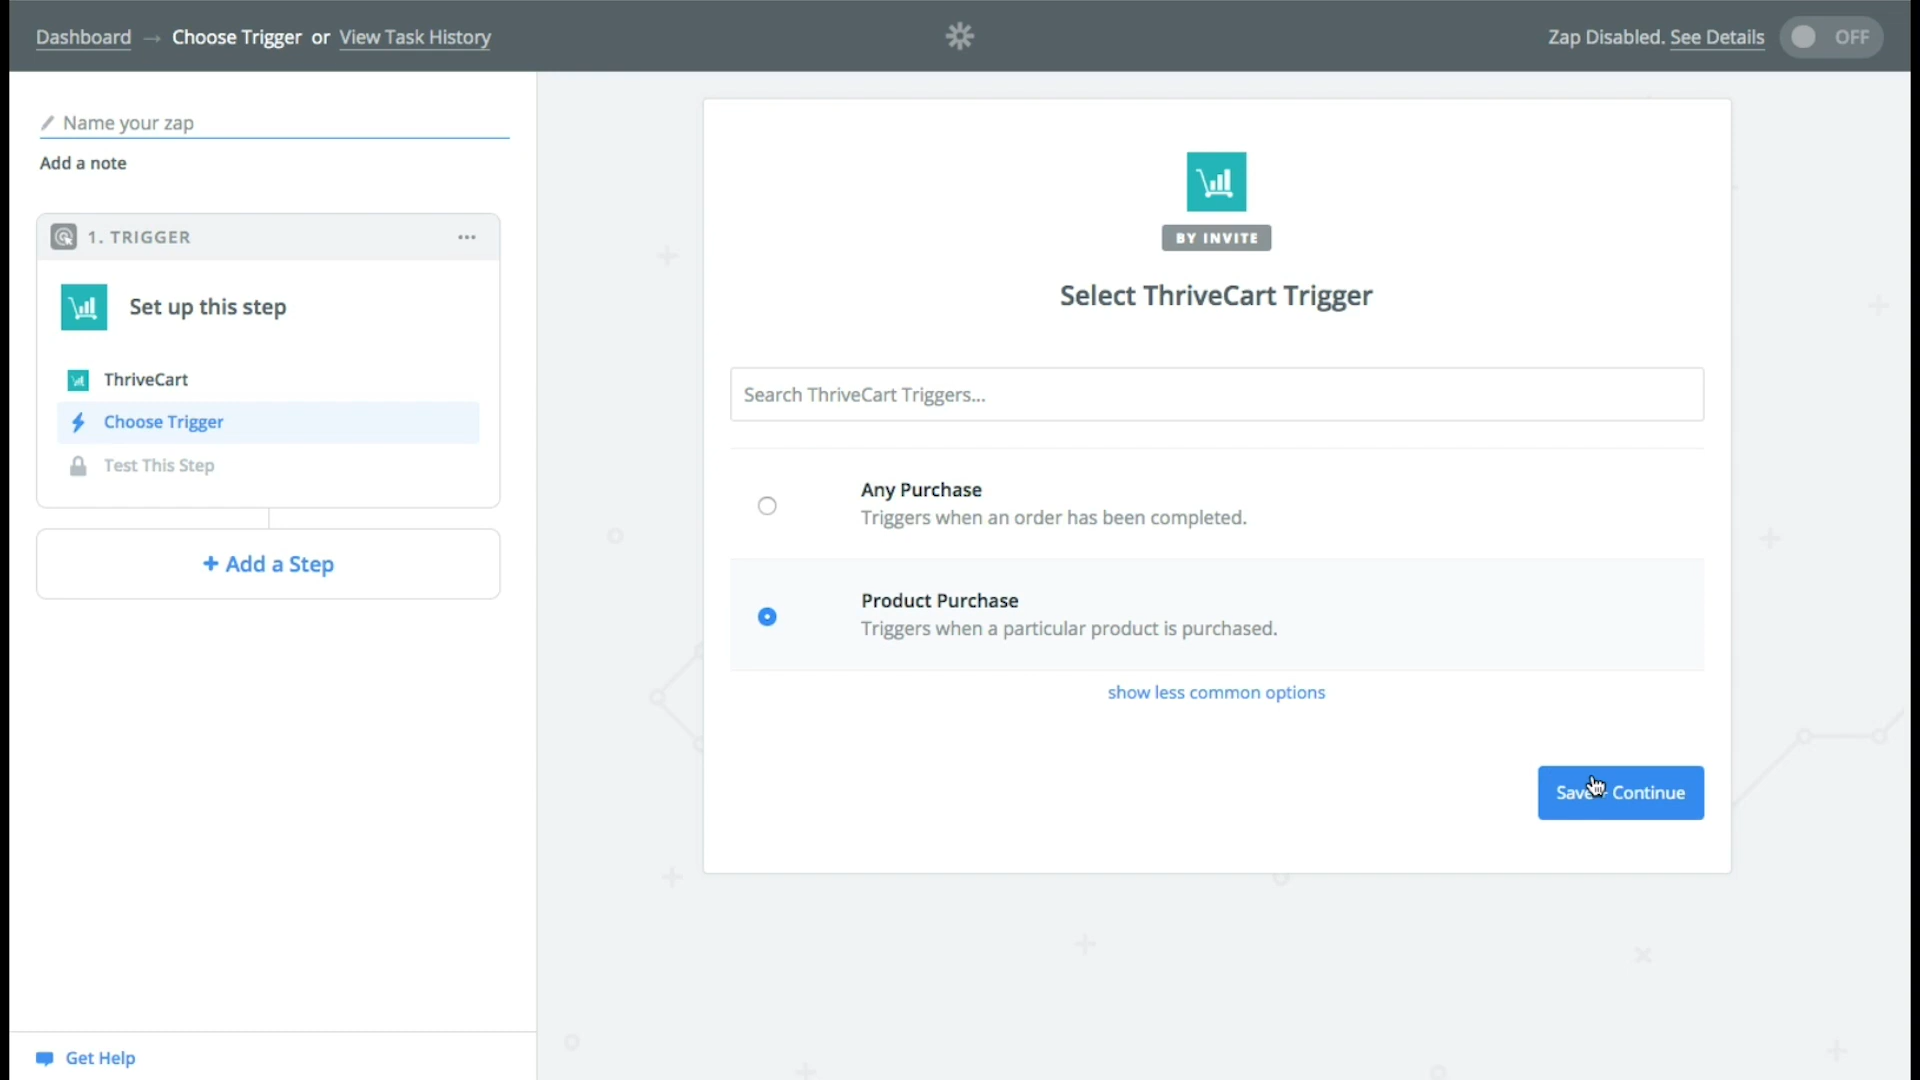 Dashboard → Choose Trigger or View Task History
Zap Disabled. See Details OFF
Name your zap
Add a note
1. TRIGGER
Set up this step
ThriveCart
Choose Trigger
Test This Step
+ Add a Step
Get Help
BY INVITE
Select ThriveCart Trigger
Search ThriveCart Triggers...
Any Purchase
Triggers when an order has been completed.
Product Purchase
Triggers when a particular product is purchased.
show less common options
Save Continue